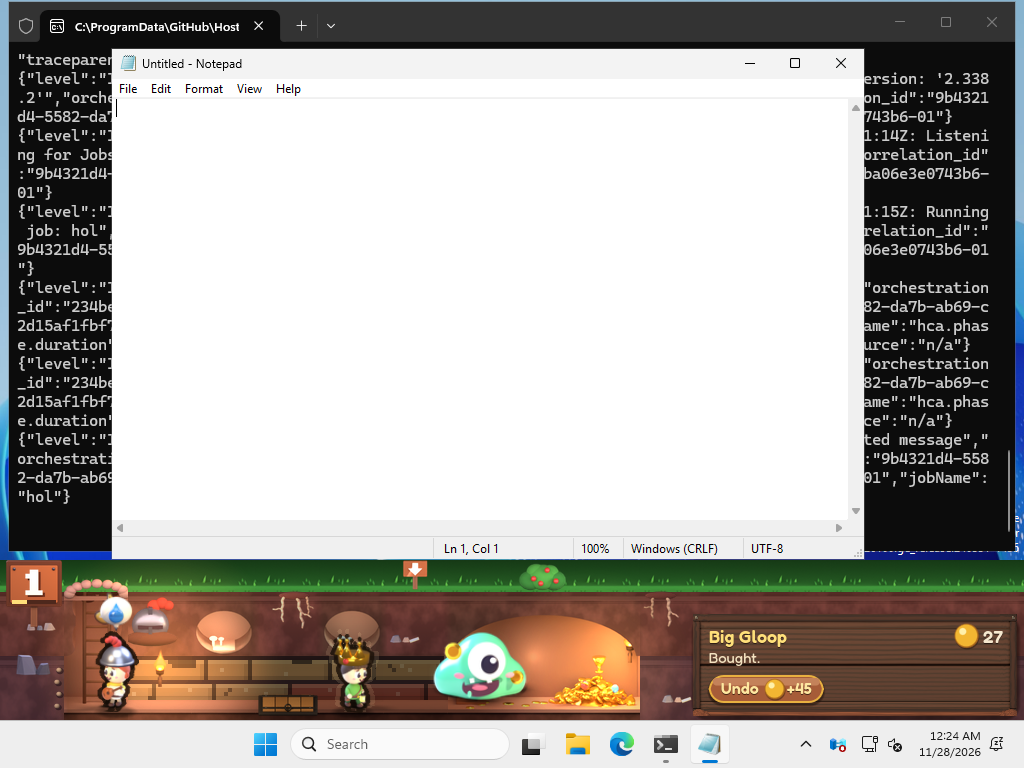 C:\ProgramData\GitHub\Host
Untitled - Notepad
File Edit Format View Help
"traceparen
{"level":"I ersion: '2.338
.2'","orche on_id":"9b4321
d4-5582-da7 743b6-01"}
{"level":"I 1:14Z: Listeni
ng for Jobs orrelation_id"
:"9b4321d4- ba06e3e0743b6-
01"}
{"level":"I 1:15Z: Running
job: hol", relation_id":"
9b4321d4-55 06e3e0743b6-01
"}
{"level":"I "orchestration
_id":"234be 82-da7b-ab69-c
2d15af1fbf7 ame":"hca.phas
e.duration" urce":"n/a"}
{"level":"I "orchestration
_id":"234be 82-da7b-ab69-c
2d15af1fbf7 ame":"hca.phas
e.duration" ce":"n/a"}
{"level":"I ted message","
orchestrati :"9b4321d4-558
2-da7b-ab69 01","jobName":
"hol"}
Ln 1, Col 1 100% Windows (CRLF) UTF-8
1
Big Gloop 27
Bought.
Undo +45
Search
12:24 AM
11/28/2026